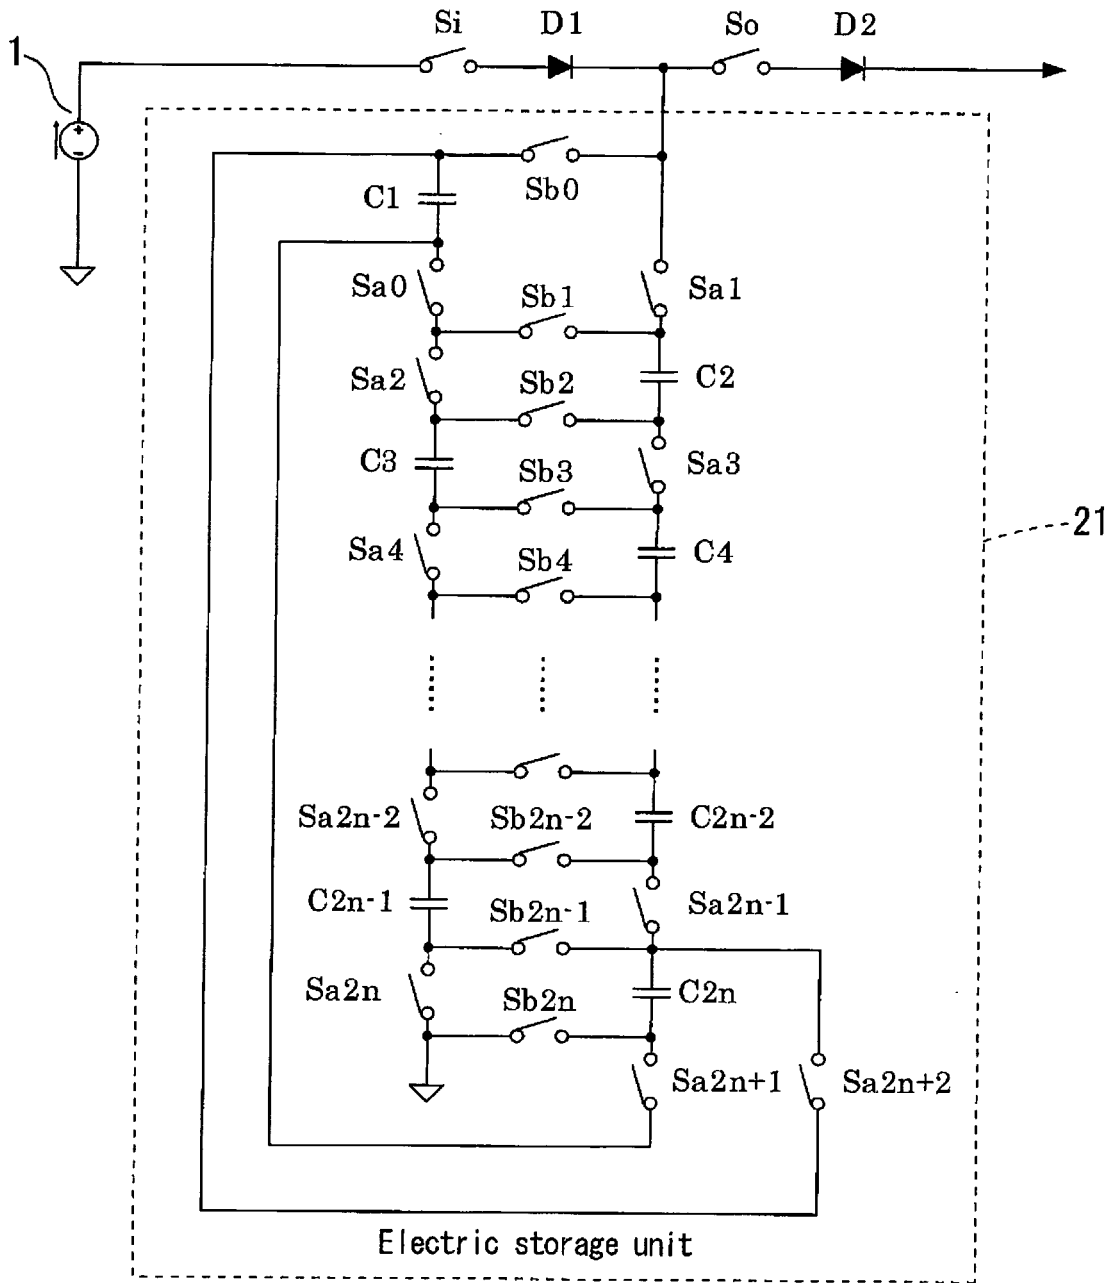 Si D1 So D2
1
+
-
Sb0
C1
Sa0 Sb1 Sa1
Sa2 Sb2 C2
C3 Sb3 Sa3
Sa4 Sb4 C4
21
Sa2n-2 Sb2n-2 C2n-2
C2n-1 Sb2n-1 Sa2n-1
Sa2n Sb2n C2n
Sa2n+1 Sa2n+2
Electric storage unit